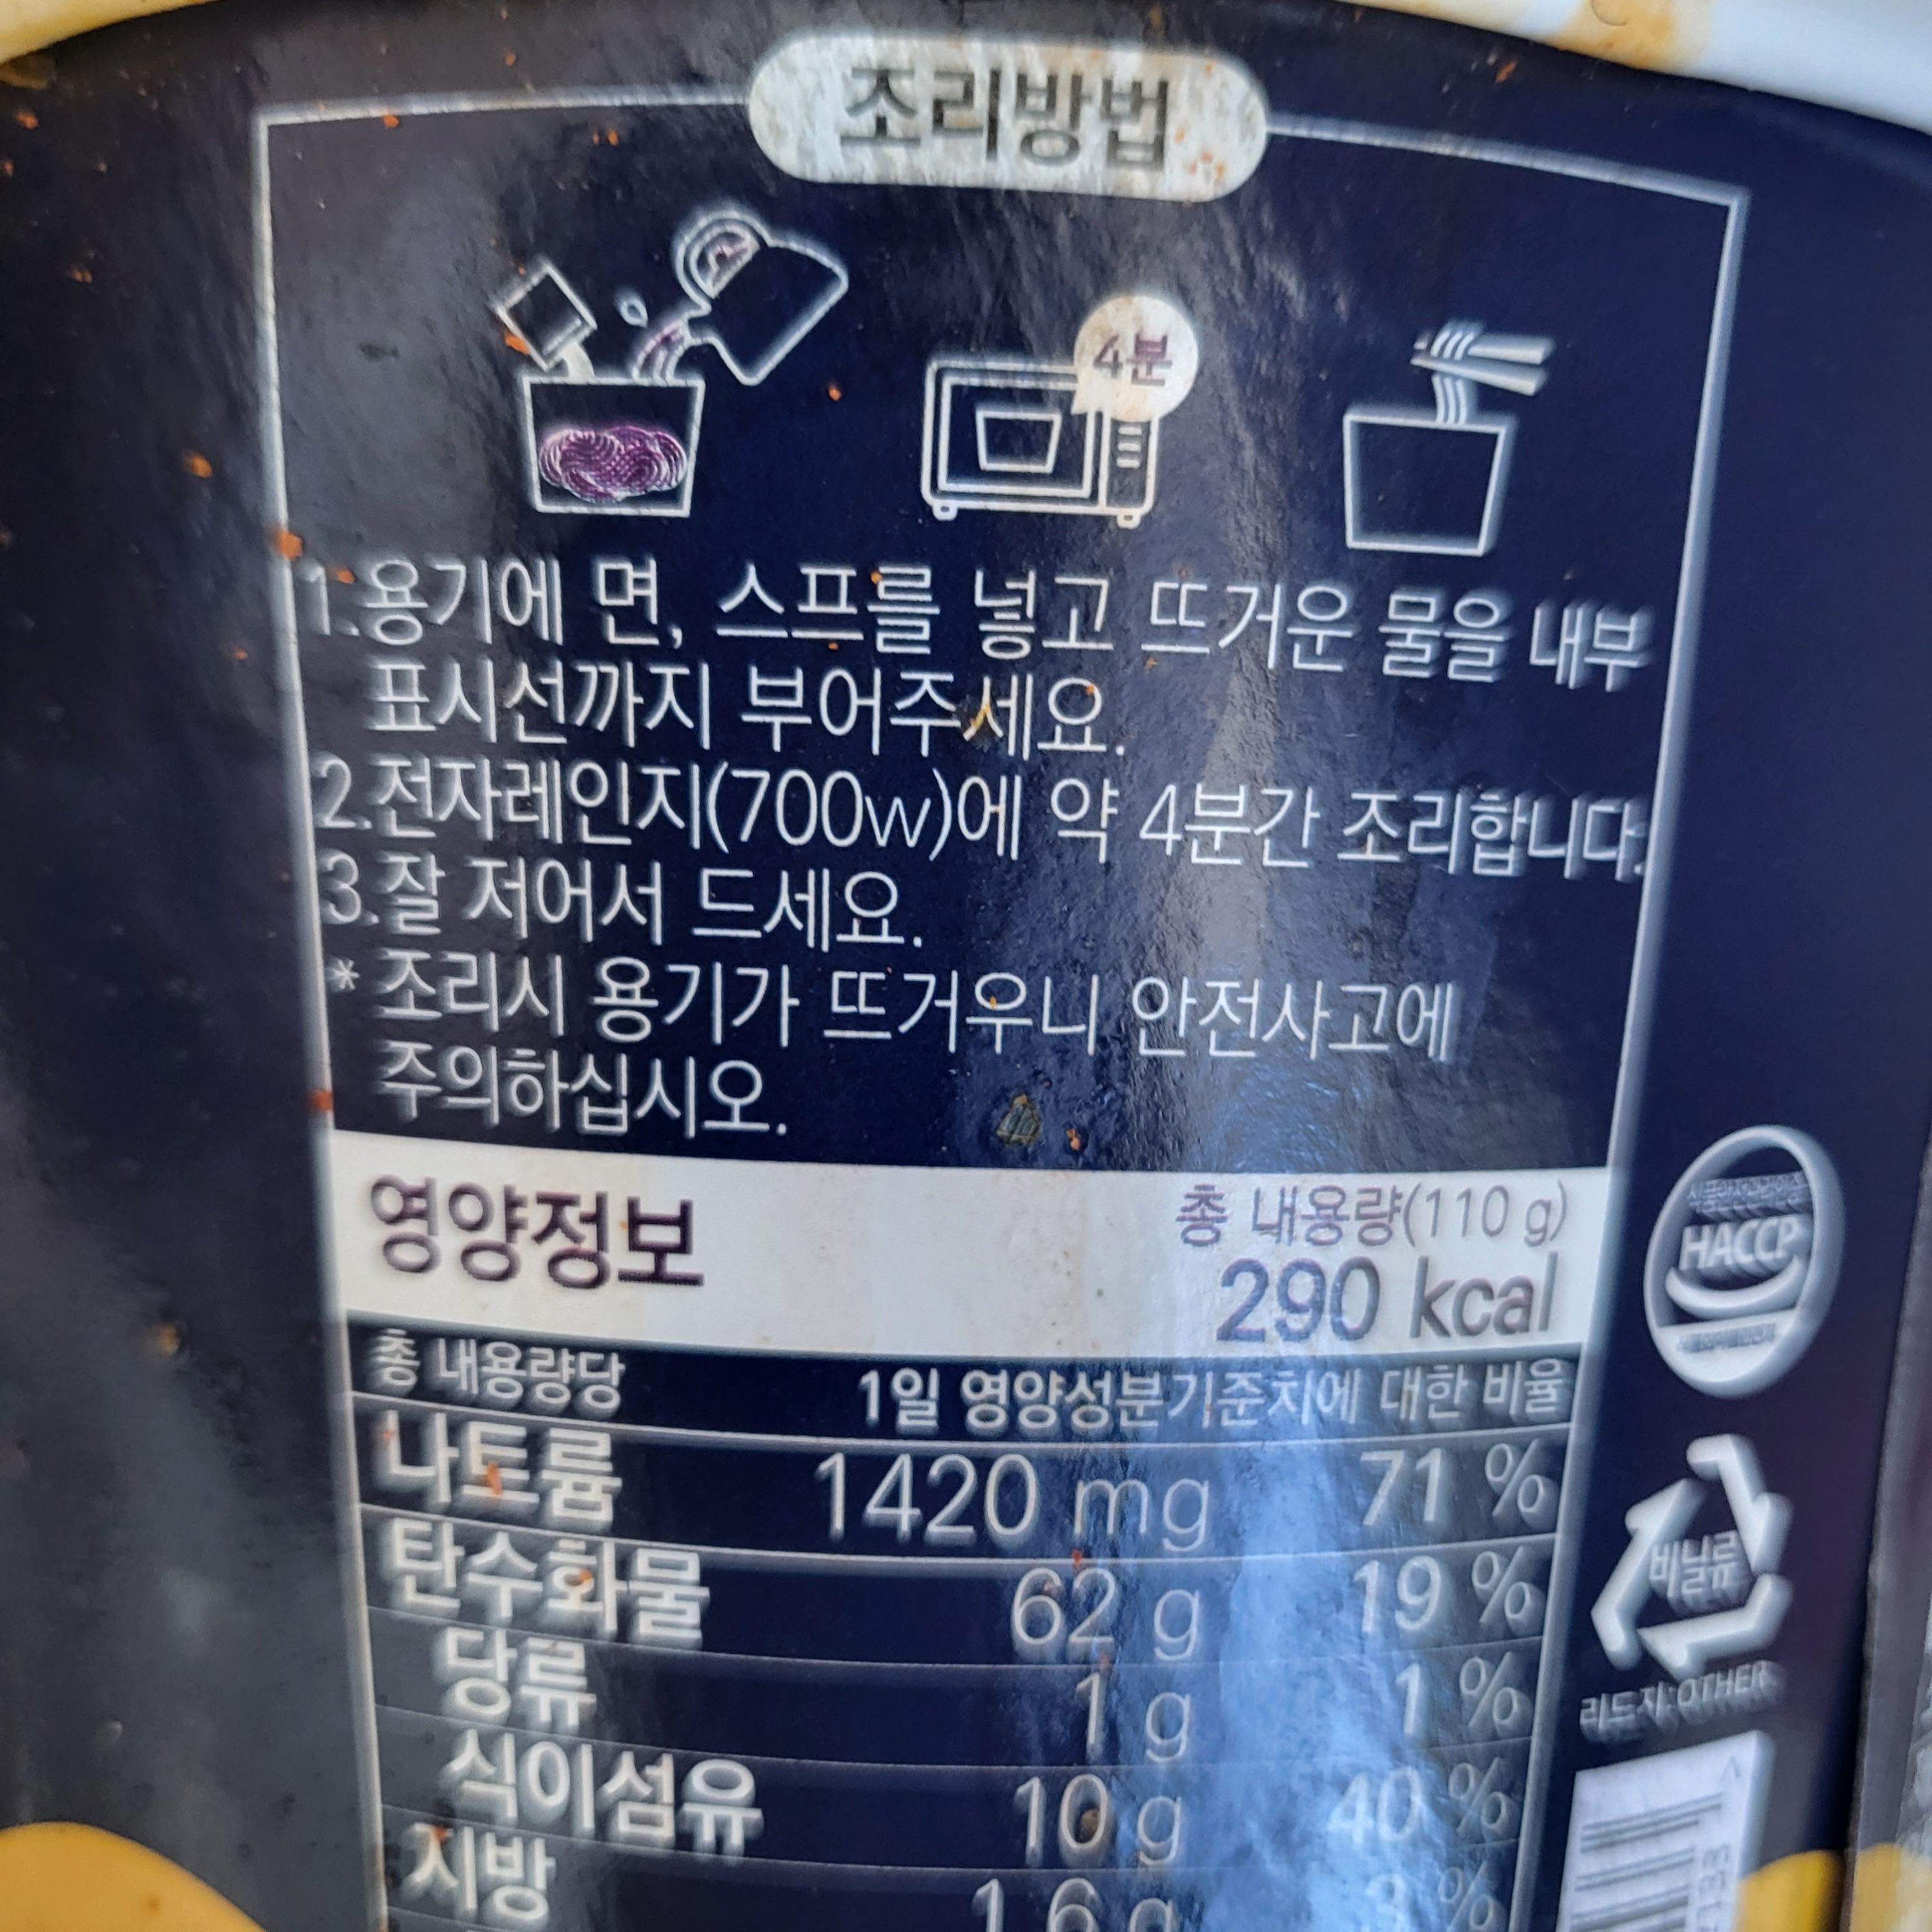 조리방법
4분
1.용기에 면, 스프를 넣고 뜨거운 물을 내부
표시선까지 부어주세요.
2.전자레인지(700w)에 약 4분간 조리합니다.
3.잘 저어서 드세요.
* 조리시 용기가 뜨거우니 안전사고에
주의하십시오.
영양정보
총 내용량(110 g)
290 kcal
총 내용량당 1일 영양성분기준치에 대한 비율
나트륨 1420 mg 71 %
탄수화물 62 g 19 %
당류 1 g 1 %
식이섬유 10 g 40 %
지방 1.6 g 3 %
HACCP
비닐류
리드지:OTHER